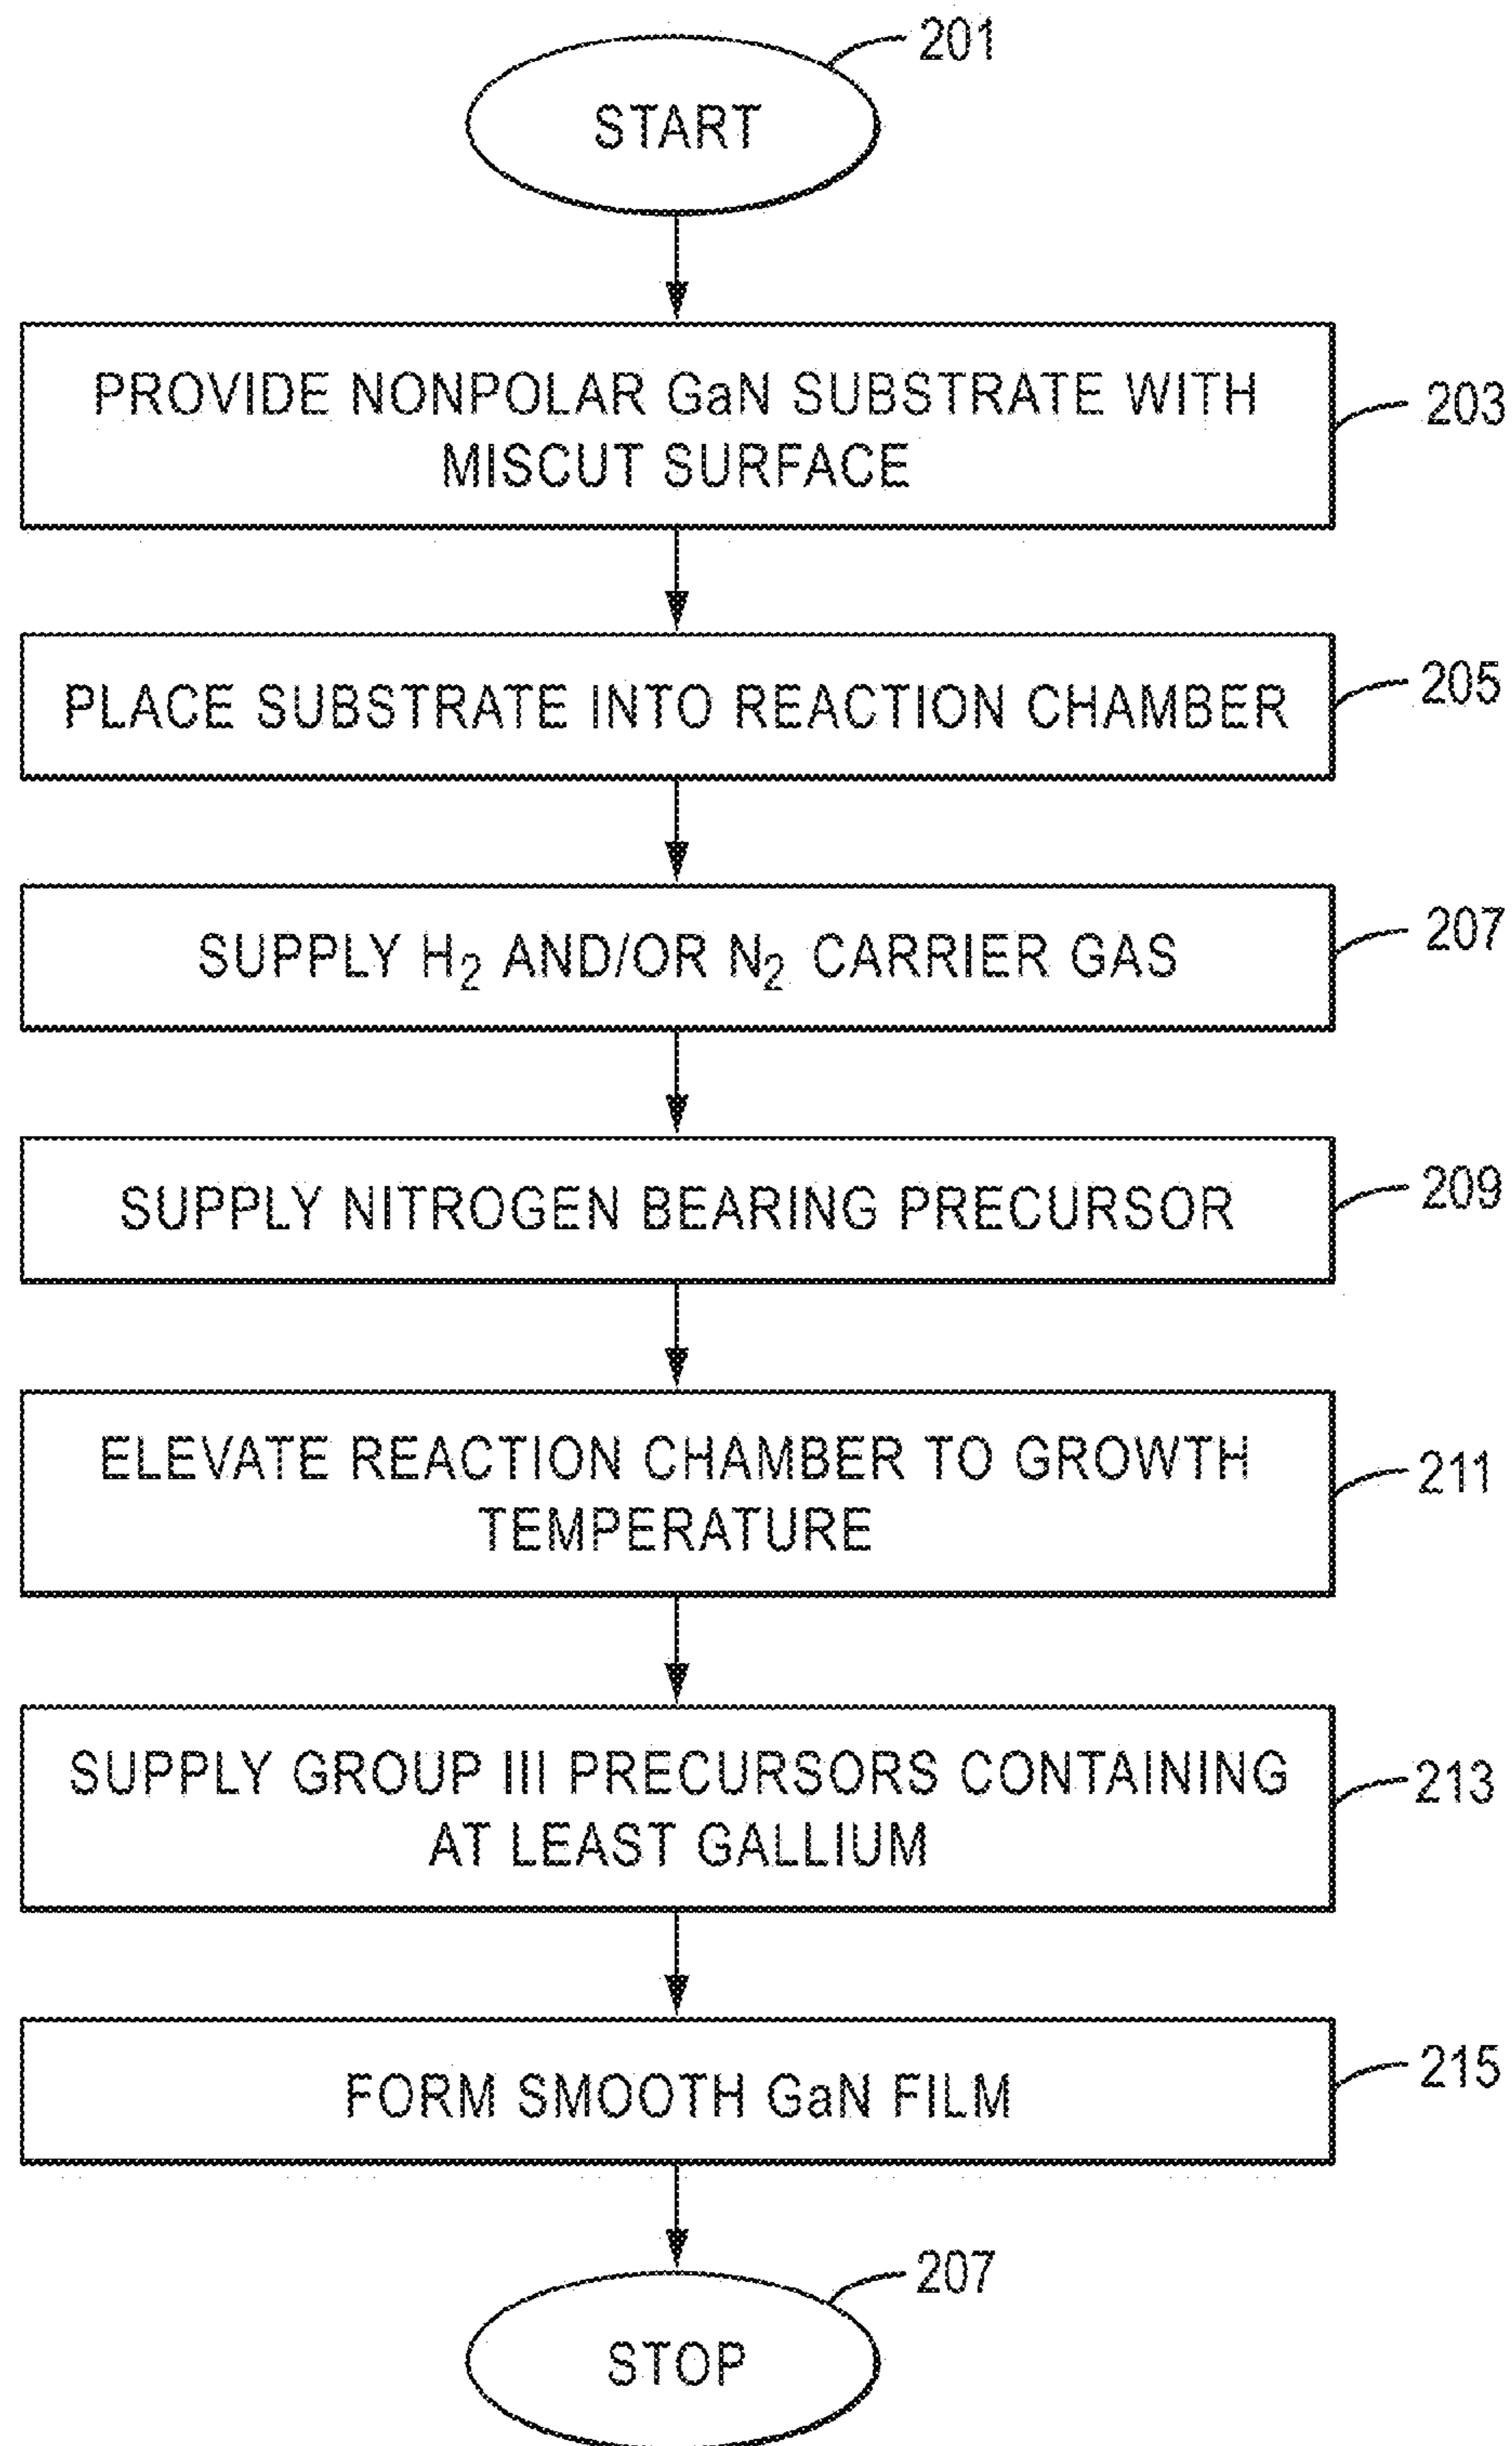 201
START
PROVIDE NONPOLAR GaN SUBSTRATE WITH
MISCUT SURFACE
203
PLACE SUBSTRATE INTO REACTION CHAMBER
205
SUPPLY H₂ AND/OR N₂ CARRIER GAS
207
SUPPLY NITROGEN BEARING PRECURSOR
209
ELEVATE REACTION CHAMBER TO GROWTH
TEMPERATURE
211
SUPPLY GROUP III PRECURSORS CONTAINING
AT LEAST GALLIUM
213
FORM SMOOTH GaN FILM
215
207
STOP